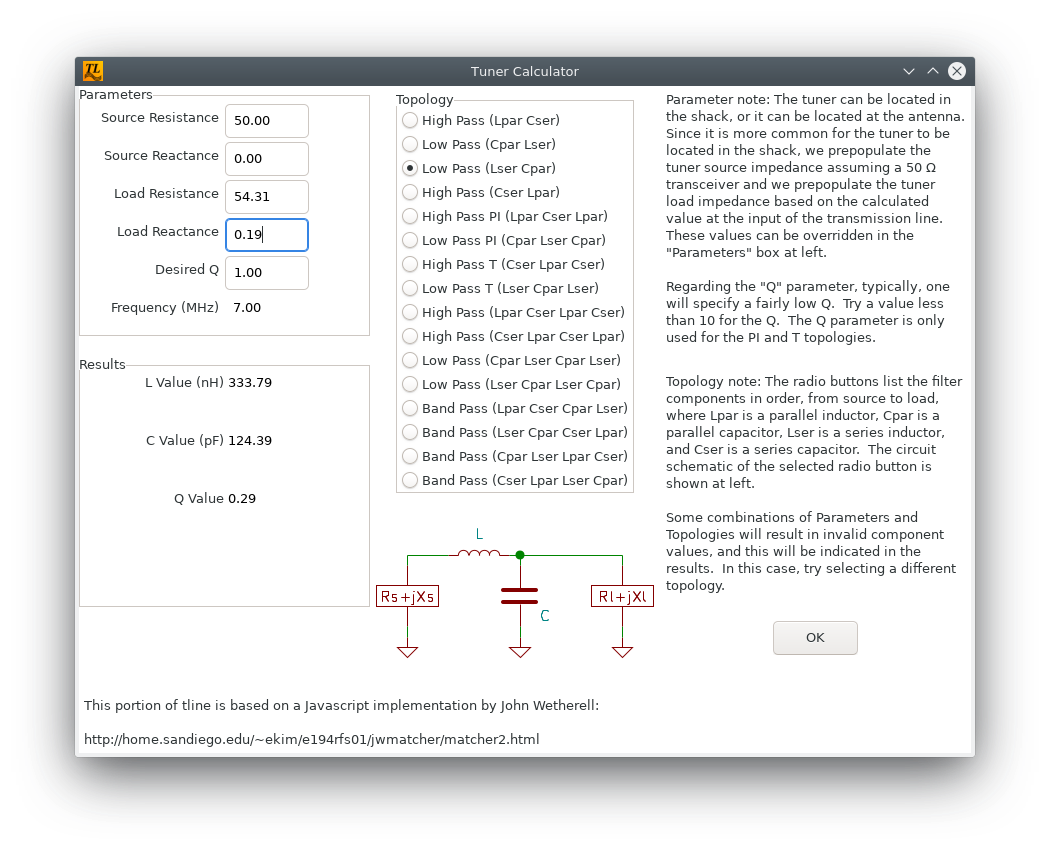 TL
Tuner Calculator
Parameters
Source Resistance 50.00
Source Reactance 0.00
Load Resistance 54.31
Load Reactance 0.19
Desired Q 1.00
Frequency (MHz) 7.00
Results
L Value (nH) 333.79
C Value (pF) 124.39
Q Value 0.29
Topology
High Pass (Lpar Cser)
Low Pass (Cpar Lser)
Low Pass (Lser Cpar)
High Pass (Cser Lpar)
High Pass PI (Lpar Cser Lpar)
Low Pass PI (Cpar Lser Cpar)
High Pass T (Cser Lpar Cser)
Low Pass T (Lser Cpar Lser)
High Pass (Lpar Cser Lpar Cser)
High Pass (Cser Lpar Cser Lpar)
Low Pass (Cpar Lser Cpar Lser)
Low Pass (Lser Cpar Lser Cpar)
Band Pass (Lpar Cser Cpar Lser)
Band Pass (Lser Cpar Cser Lpar)
Band Pass (Cpar Lser Lpar Cser)
Band Pass (Cser Lpar Lser Cpar)
L
Rs+jXs
C
Rl+jXl
Parameter note: The tuner can be located in
the shack, or it can be located at the antenna.
Since it is more common for the tuner to be
located in the shack, we prepopulate the
tuner source impedance assuming a 50 Ω
transceiver and we prepopulate the tuner
load impedance based on the calculated
value at the input of the transmission line.
These values can be overridden in the
"Parameters" box at left.
Regarding the "Q" parameter, typically, one
will specify a fairly low Q.  Try a value less
than 10 for the Q.  The Q parameter is only
used for the PI and T topologies.
Topology note: The radio buttons list the filter
components in order, from source to load,
where Lpar is a parallel inductor, Cpar is a
parallel capacitor, Lser is a series inductor,
and Cser is a series capacitor.  The circuit
schematic of the selected radio button is
shown at left.
Some combinations of Parameters and
Topologies will result in invalid component
values, and this will be indicated in the
results.  In this case, try selecting a different
topology.
OK
This portion of tline is based on a Javascript implementation by John Wetherell:
http://home.sandiego.edu/~ekim/e194rfs01/jwmatcher/matcher2.html